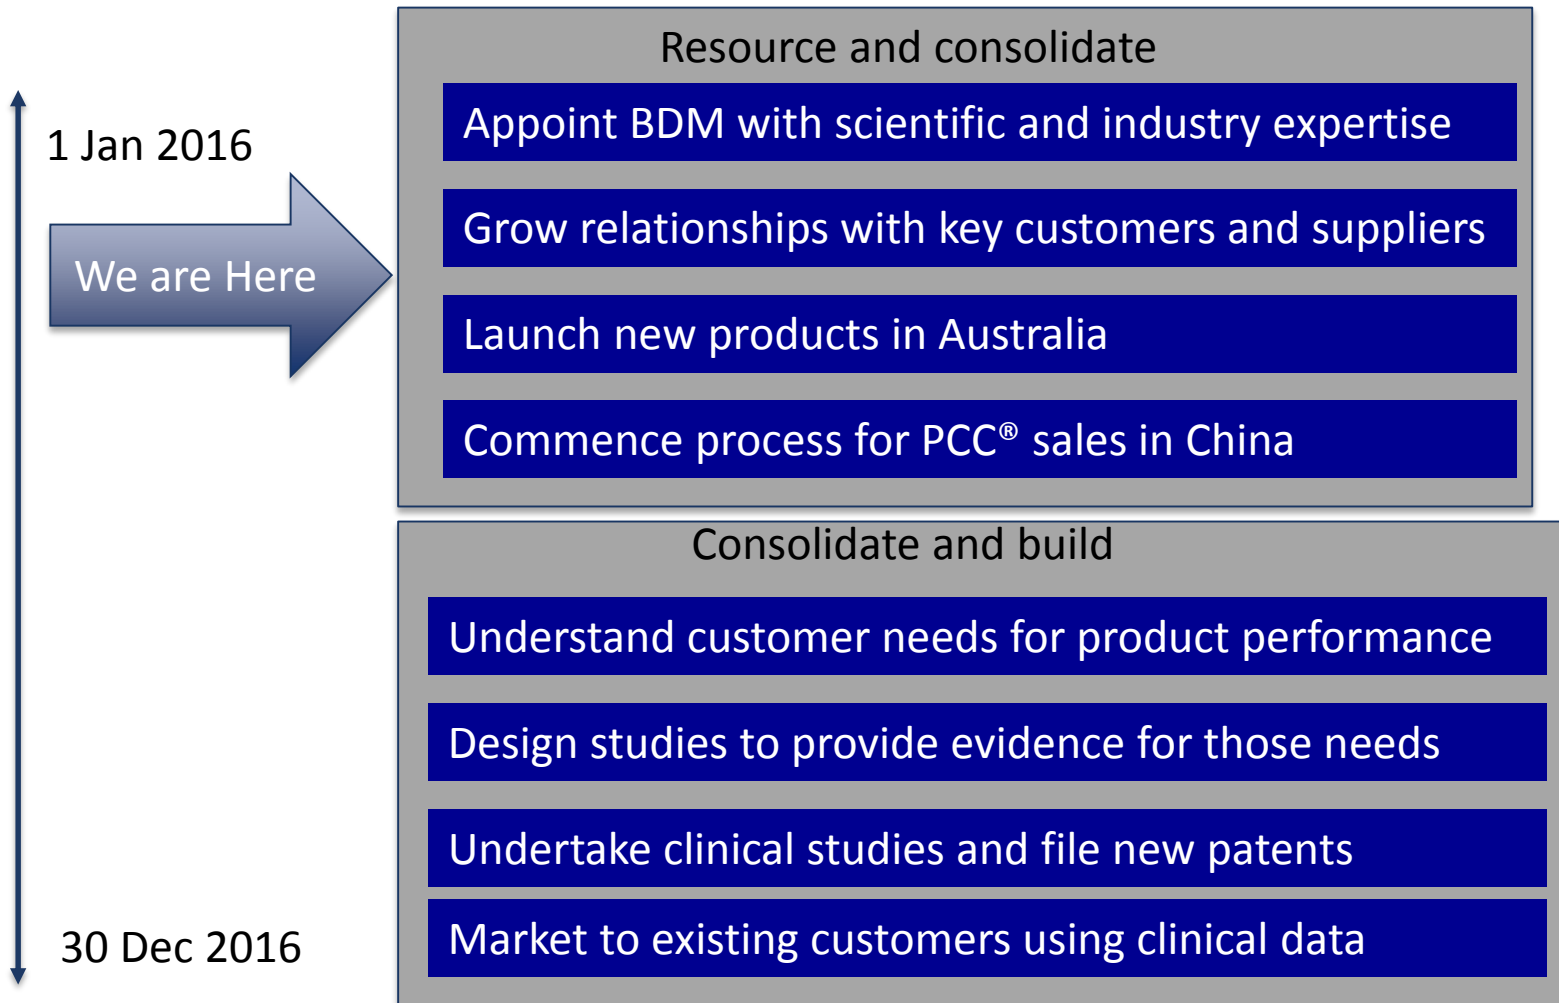 Resource and consolidate
1 Jan 2016
Appoint BDM with scientific and industry expertise
Grow relationships with key customers and suppliers
We are Here
Launch new products in Australia
Commence process for PCC® sales in China
Consolidate and build
Understand customer needs for product performance
Design studies to provide evidence for those needs
Undertake clinical studies and file new patents
Market to existing customers using clinical data
30 Dec 2016